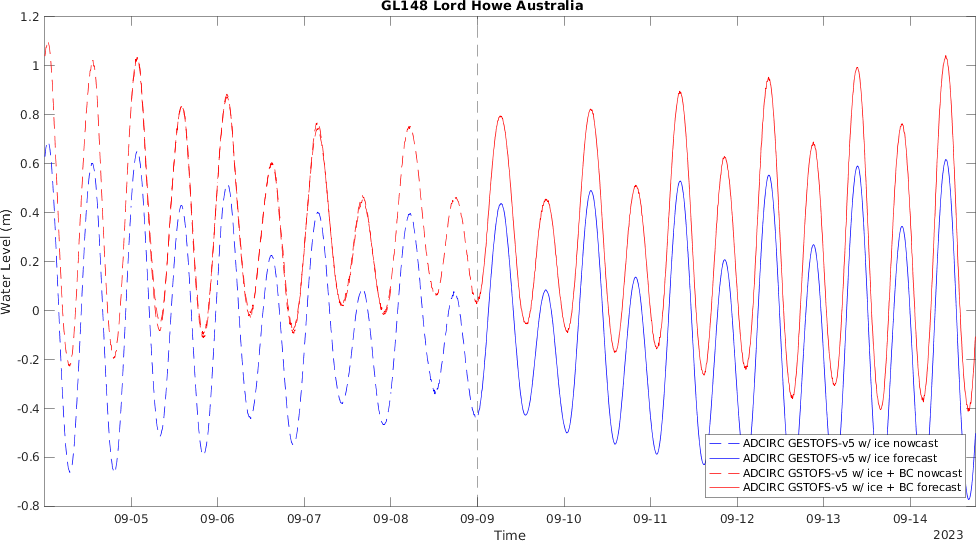 GL148 Lord Howe Australia
1.2
1
0.8
0.6
0.4
0.2
0
-0.2
-0.4
-0.6
-0.8
Water Level (m)
ADCIRC GESTOFS-v5 w/ ice nowcast
ADCIRC GESTOFS-v5 w/ ice forecast
ADCIRC GSTOFS-v5 w/ ice + BC nowcast
ADCIRC GSTOFS-v5 w/ ice + BC forecast
09-05 09-06 09-07 09-08 09-09 09-10 09-11 09-12 09-13 09-14
Time
2023